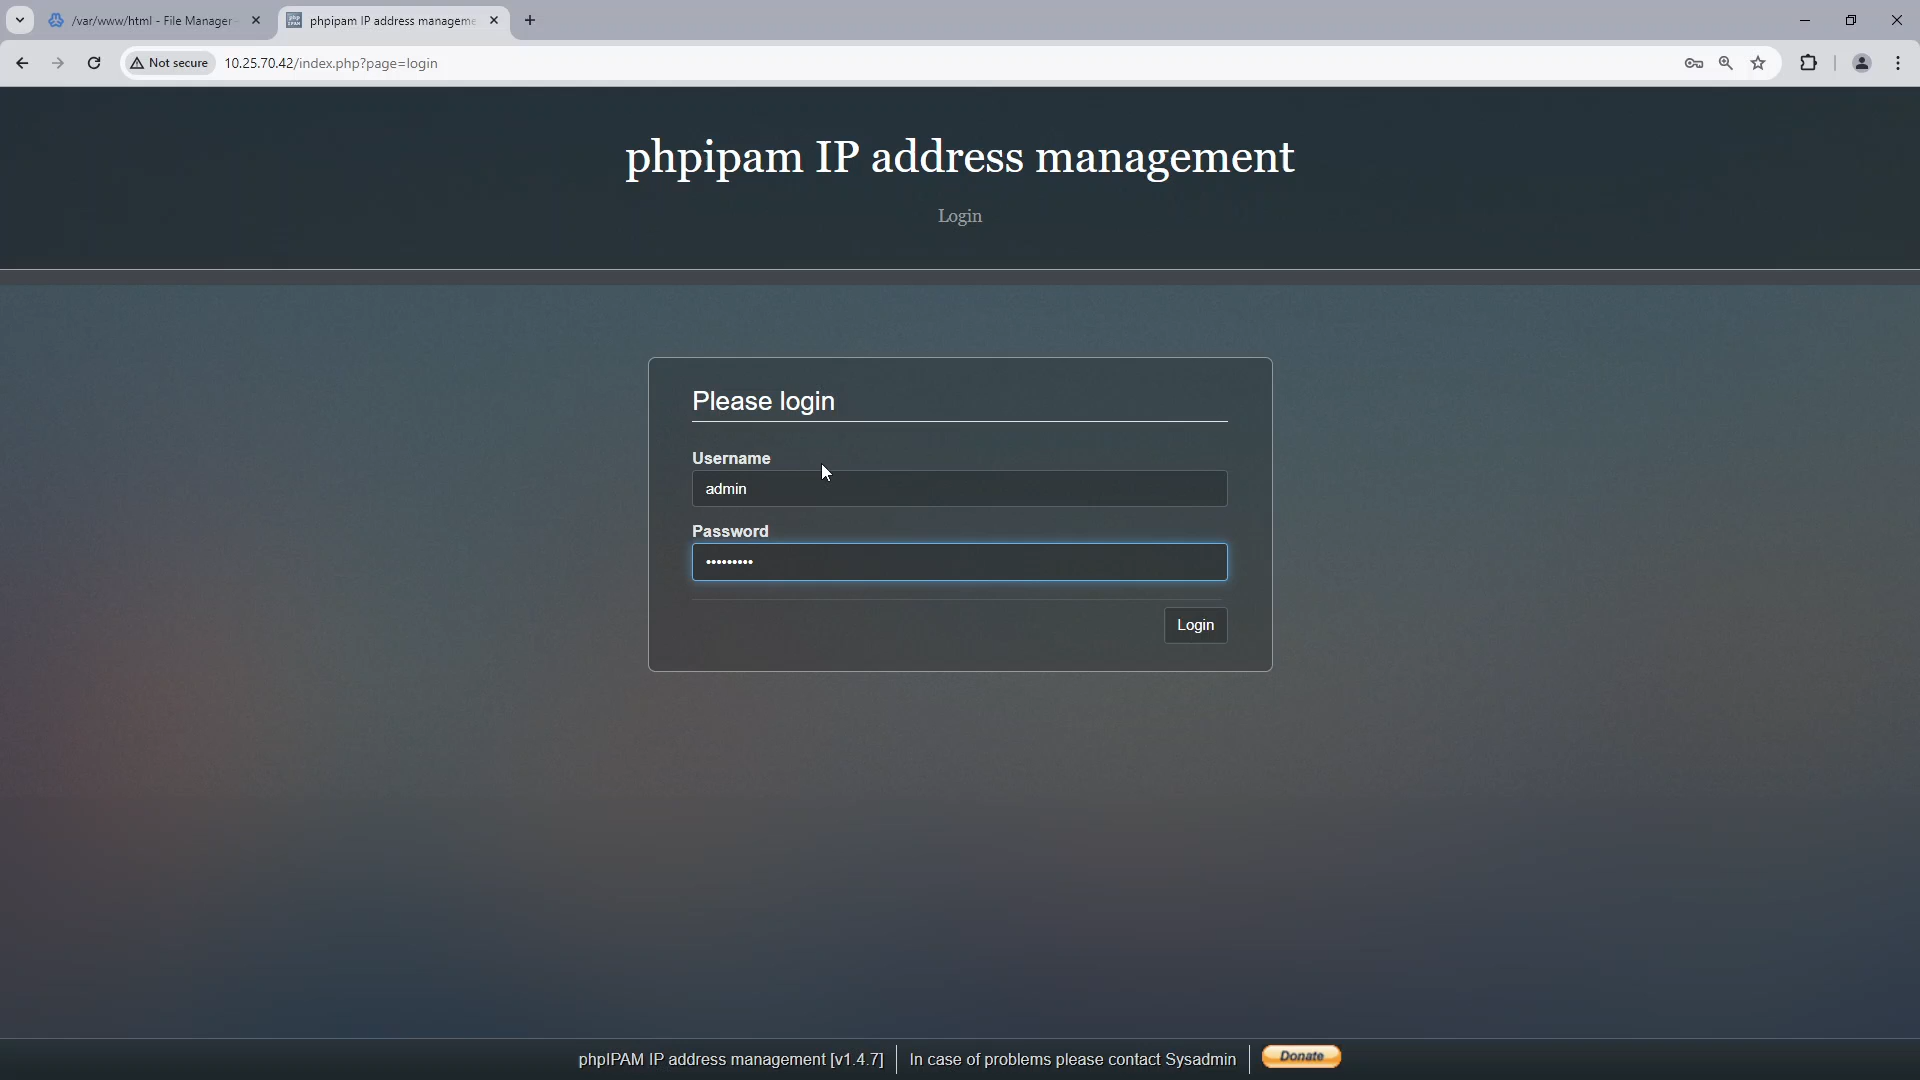 /var/www/html - File Manager
phpipam IP address manageme
Not secure
10.25.70.42/index.php?page=login
phpipam IP address management
Login
Please login
Username
admin
Password
•••••••••
Login
phpIPAM IP address management [v1.4.7]
In case of problems please contact Sysadmin
Donate